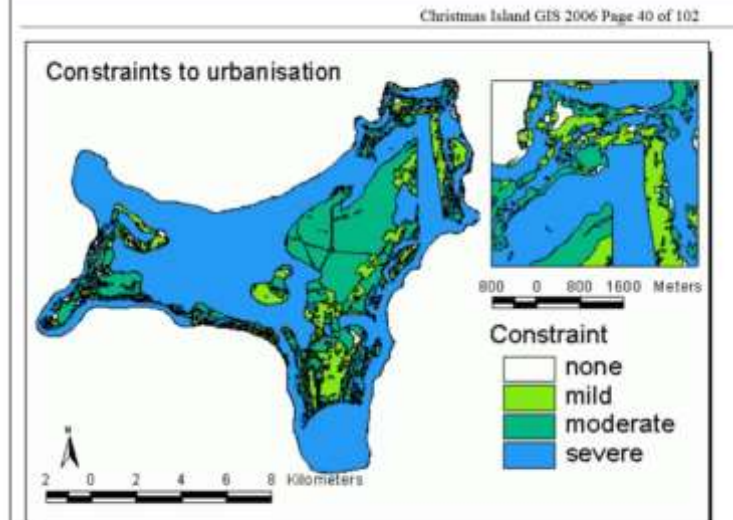 Christmas Island GIS 2006 Page 40 of 102
Constraints to urbanisation
800 0 800 1600 Meters
Constraint
none
mild
moderate
severe
N
2 0 2 4 6 8 Kilometers